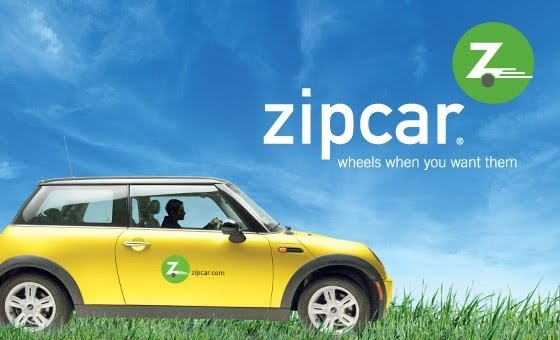 Z
zipcar®
wheels when you want them
Z zipcar.com